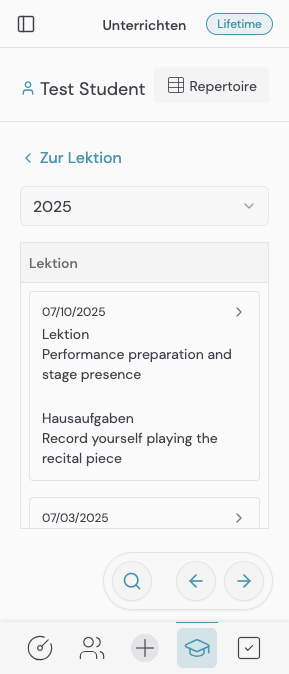 Unterrichten
Lifetime
Test Student
Repertoire
Zur Lektion
2025
Lektion
07/10/2025
Lektion
Performance preparation and
stage presence
Hausaufgaben
Record yourself playing the
recital piece
07/03/2025